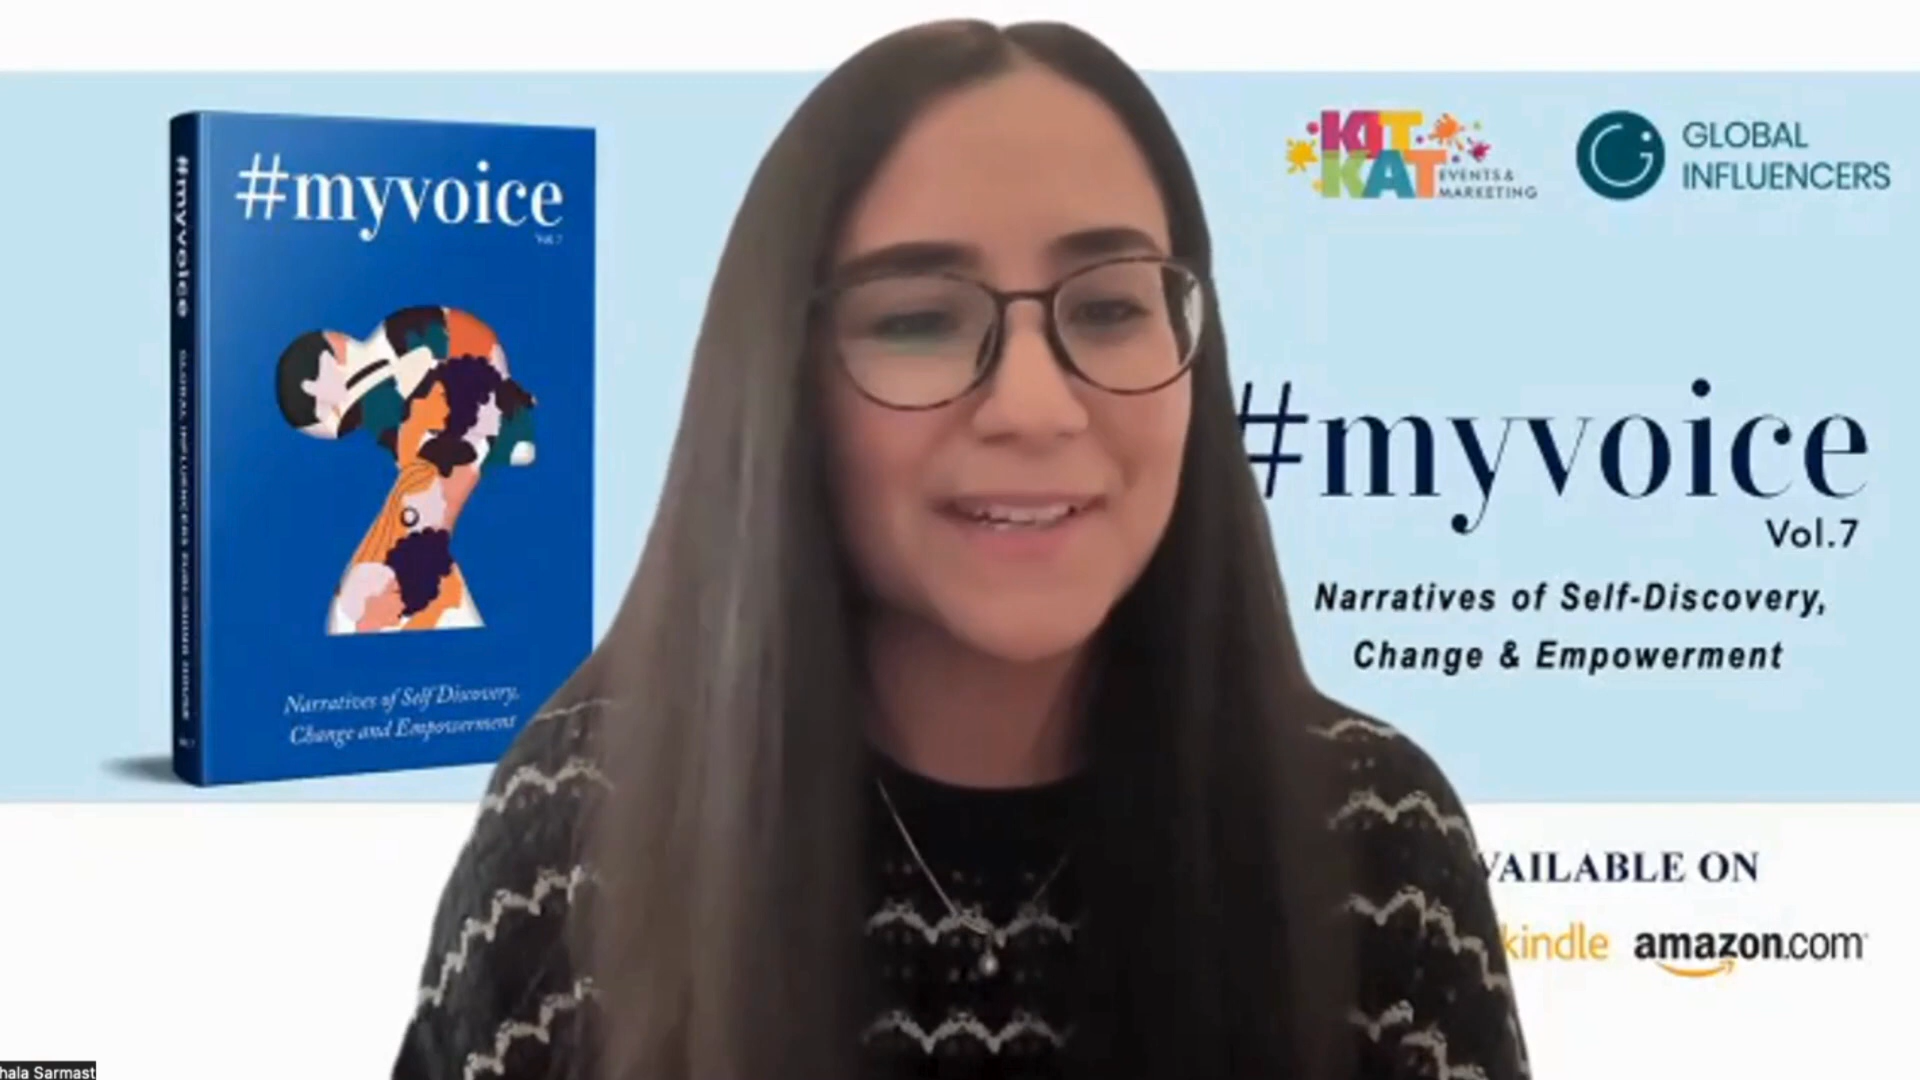 #myvoice
Vol.7
Narratives of Self Discovery,
Change and Empowerment
#myvoice
KIT
KAT
EVENTS &
MARKETING
GLOBAL
INFLUENCERS
#myvoice
Vol.7
Narratives of Self-Discovery,
Change & Empowerment
VAILABLE ON
kindle amazon.com
hala Sarmast